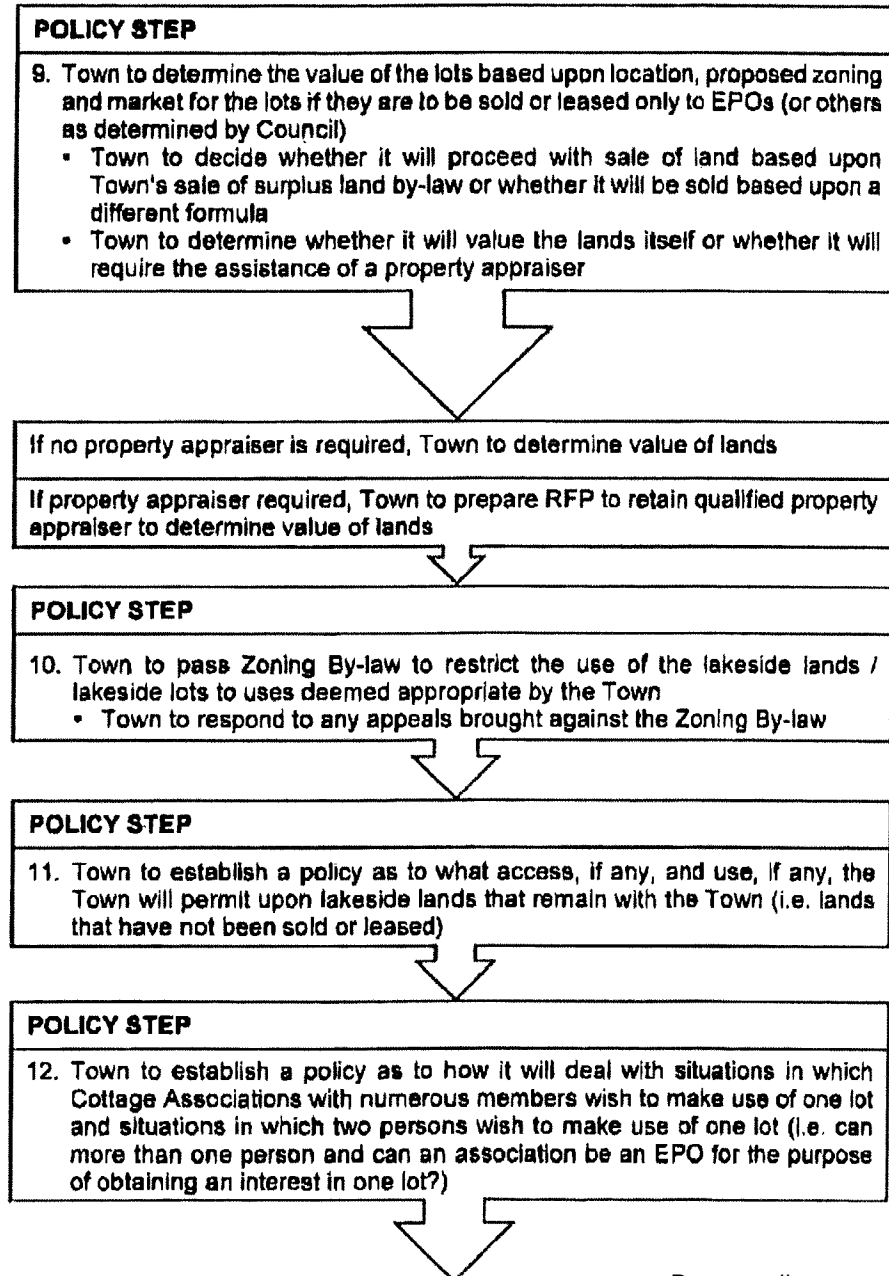 POLICY STEP
9. Town to determine the value of the lots based upon location, proposed zoning
and market for the lots if they are to be sold or leased only to EPOs (or others
as determined by Council)
• Town to decide whether it will proceed with sale of land based upon
Town's sale of surplus land by-law or whether it will be sold based upon a
different formula
• Town to determine whether it will value the lands itself or whether it will
require the assistance of a property appraiser
If no property appraiser is required, Town to determine value of lands
If property appraiser required, Town to prepare RFP to retain qualified property
appraiser to determine value of lands
POLICY STEP
10. Town to pass Zoning By-law to restrict the use of the lakeside lands /
lakeside lots to uses deemed appropriate by the Town
• Town to respond to any appeals brought against the Zoning By-law
POLICY STEP
11. Town to establish a policy as to what access, if any, and use, if any, the
Town will permit upon lakeside lands that remain with the Town (i.e. lands
that have not been sold or leased)
POLICY STEP
12. Town to establish a policy as to how it will deal with situations in which
Cottage Associations with numerous members wish to make use of one lot
and situations in which two persons wish to make use of one lot (i.e. can
more than one person and can an association be an EPO for the purpose
of obtaining an interest in one lot?)